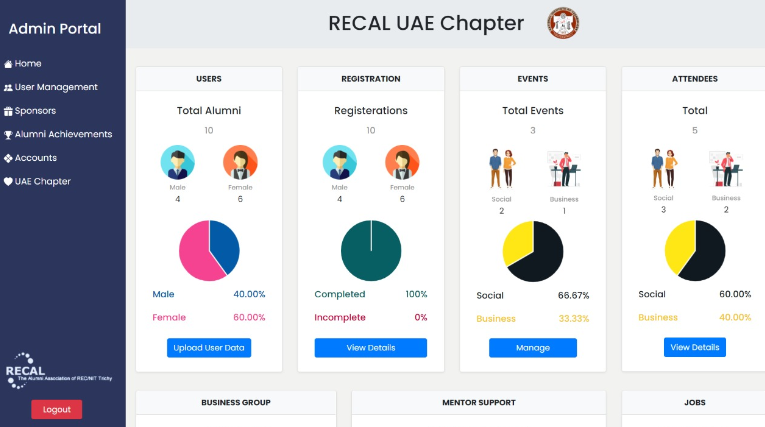 Admin Portal
Home
User Management
Sponsors
Alumni Achievements
Accounts
UAE Chapter
RECAL
The Alumni Association of REC/NIT Trichy
Logout
RECAL UAE Chapter
USERS
Total Alumni
10
Male
Female
4
6
Male 40.00%
Female 60.00%
Upload User Data
REGISTRATION
Registerations
10
Male
Female
4
6
Completed 100%
Incomplete 0%
View Details
EVENTS
Total Events
3
Social
Business
2
1
Social 66.67%
Business 33.33%
Manage
ATTENDEES
Total
5
Social
Business
3
2
Social 60.00%
Business 40.00%
View Details
BUSINESS GROUP
MENTOR SUPPORT
JOBS